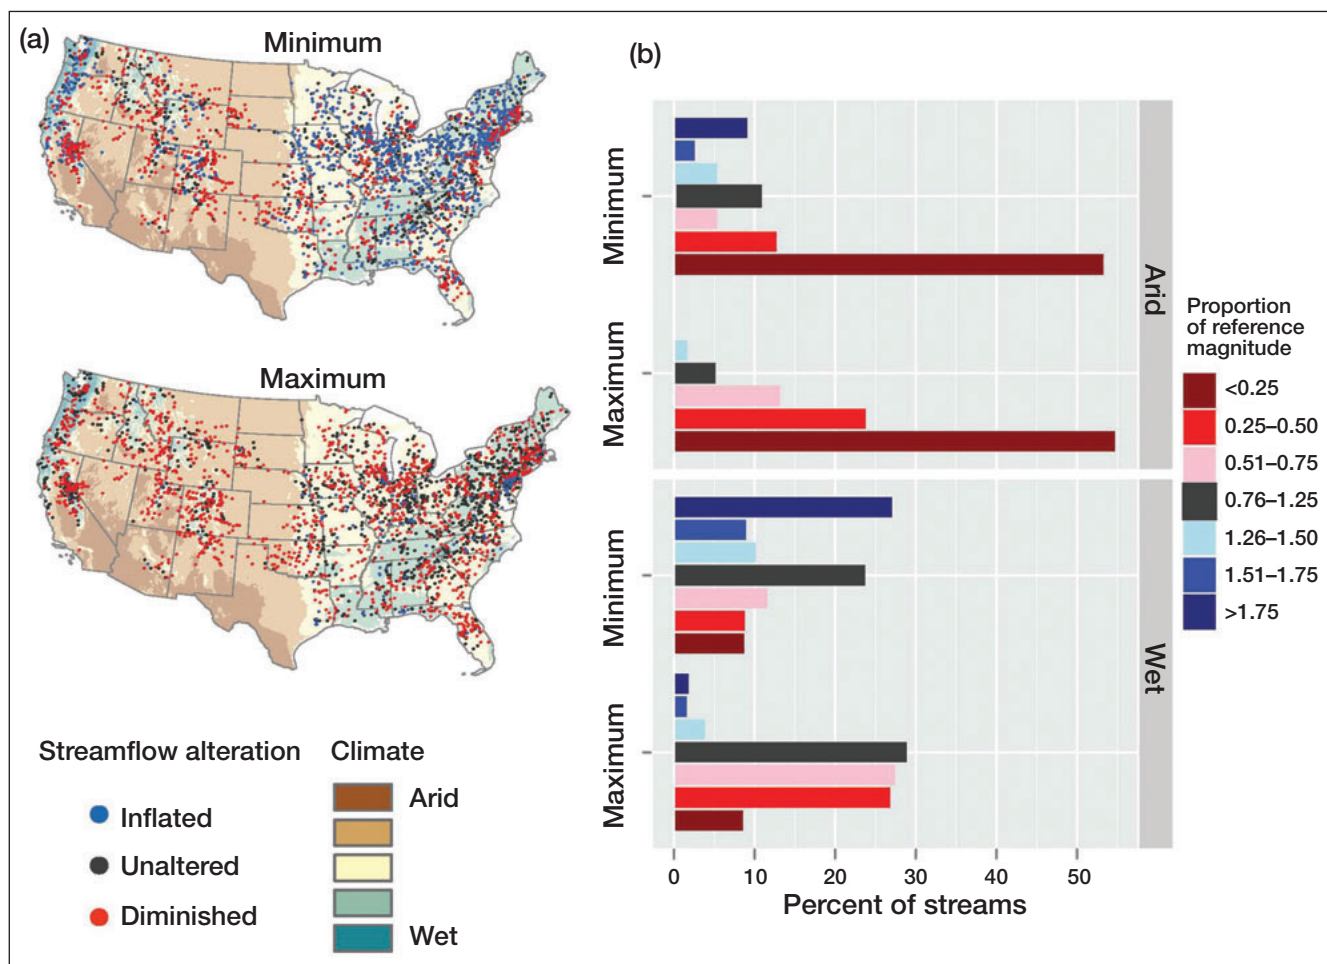 (a)
Minimum
Maximum
Streamflow alteration
Inflated
Unaltered
Diminished
Climate
Arid
Wet
(b)
Minimum
Maximum
Arid
Minimum
Maximum
Wet
0 10 20 30 40 50
Percent of streams
Proportion
of reference
magnitude
<0.25
0.25–0.50
0.51–0.75
0.76–1.25
1.26–1.50
1.51–1.75
>1.75